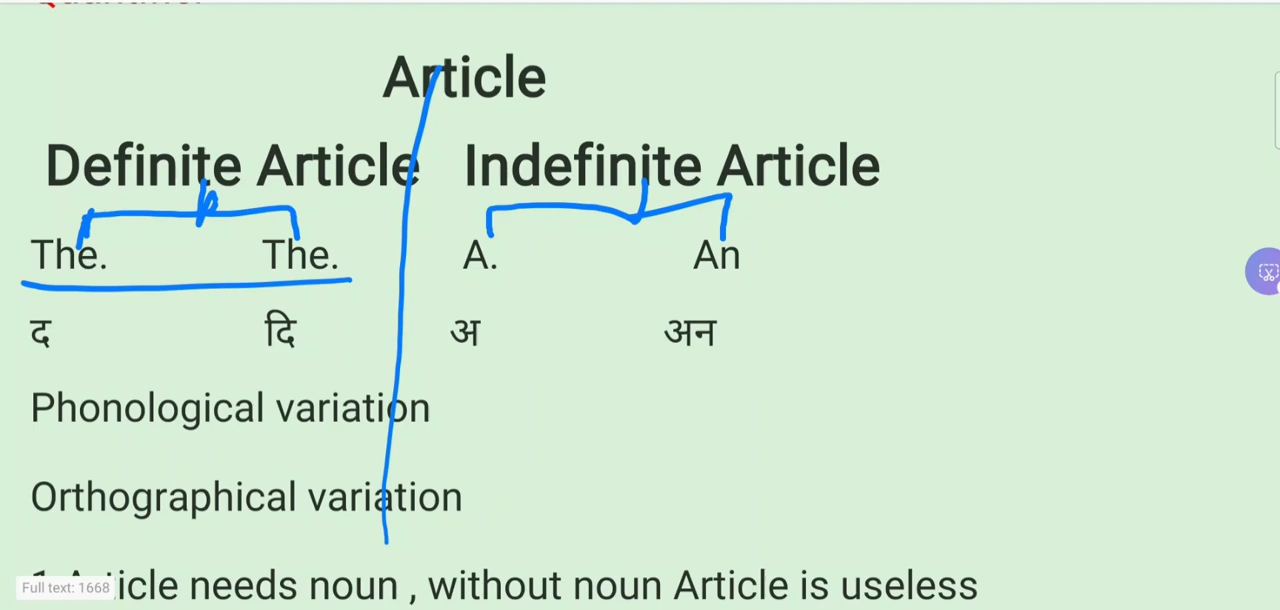 Article
Definite Article Indefinite Article
The. The. A. An
द दि अ अन
Phonological variation
Orthographical variation
Article needs noun , without noun Article is useless
Full text: 1668